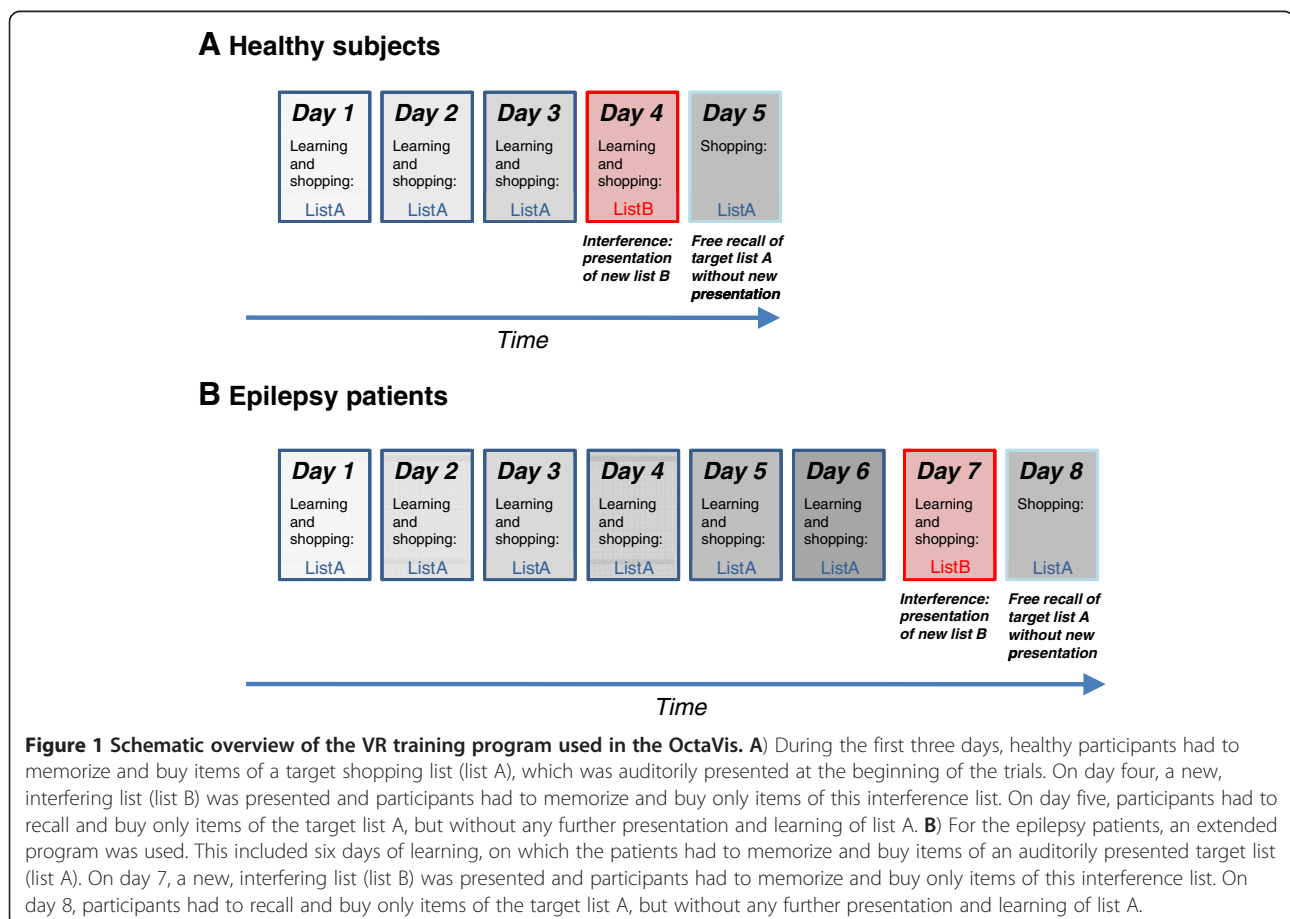 A Healthy subjects
Day 1 Day 2 Day 3 Day 4 Day 5
Learning Learning Learning Learning Shopping:
and and and and
shopping: shopping: shopping: shopping:
ListA ListA ListA ListB ListA
Interference: Free recall of
presentation target list A
of new list B without new
presentation
Time
B Epilepsy patients
Day 1 Day 2 Day 3 Day 4 Day 5 Day 6 Day 7 Day 8
Learning Learning Learning Learning Learning Learning Learning Shopping:
and and and and and and and
shopping: shopping: shopping: shopping: shopping: shopping: shopping:
ListA ListA ListA ListA ListA ListA ListB ListA
Interference: Free recall of
presentation target list A
of new list B without new
presentation
Time
Figure 1 Schematic overview of the VR training program used in the OctaVis. A) During the first three days, healthy participants had to
memorize and buy items of a target shopping list (list A), which was auditorily presented at the beginning of the trials. On day four, a new,
interfering list (list B) was presented and participants had to memorize and buy only items of this interference list. On day five, participants had to
recall and buy only items of the target list A, but without any further presentation and learning of list A. B) For the epilepsy patients, an extended
program was used. This included six days of learning, on which the patients had to memorize and buy items of an auditorily presented target list
(list A). On day 7, a new, interfering list (list B) was presented and participants had to memorize and buy only items of this interference list. On
day 8, participants had to recall and buy only items of the target list A, but without any further presentation and learning of list A.